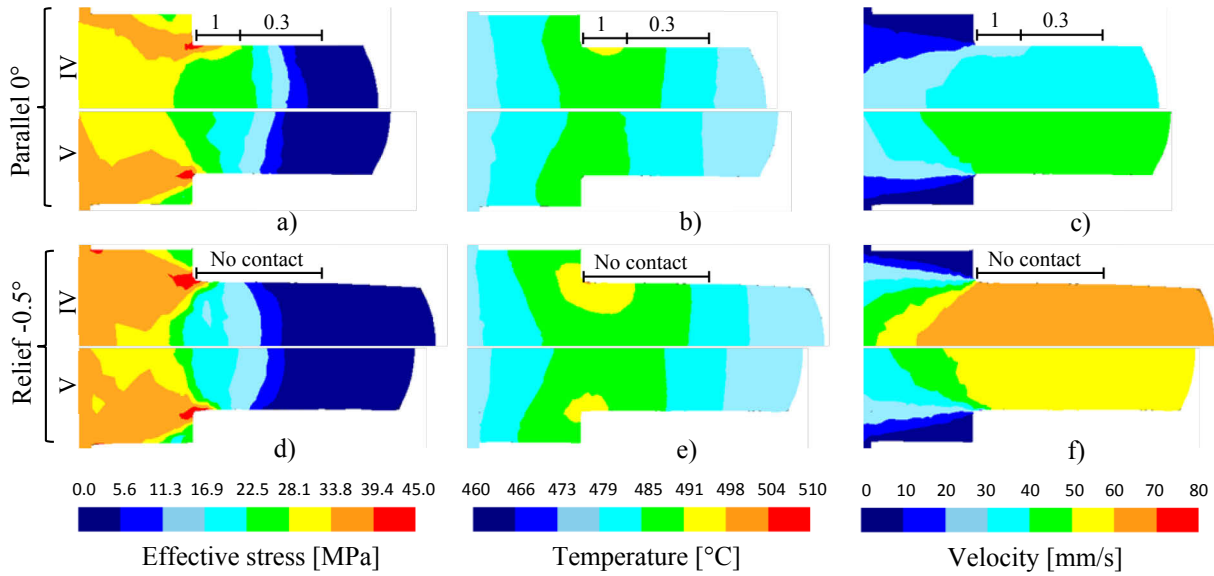 1 0.3 1 0.3 1 0.3
Parallel 0°
IV
V
a) b) c)
No contact No contact No contact
Relief -0.5°
IV
V
d) e) f)
0.0 5.6 11.3 16.9 22.5 28.1 33.8 39.4 45.0
460 466 473 479 485 491 498 504 510
0 10 20 30 40 50 60 70 80
Effective stress [MPa] Temperature [°C] Velocity [mm/s]